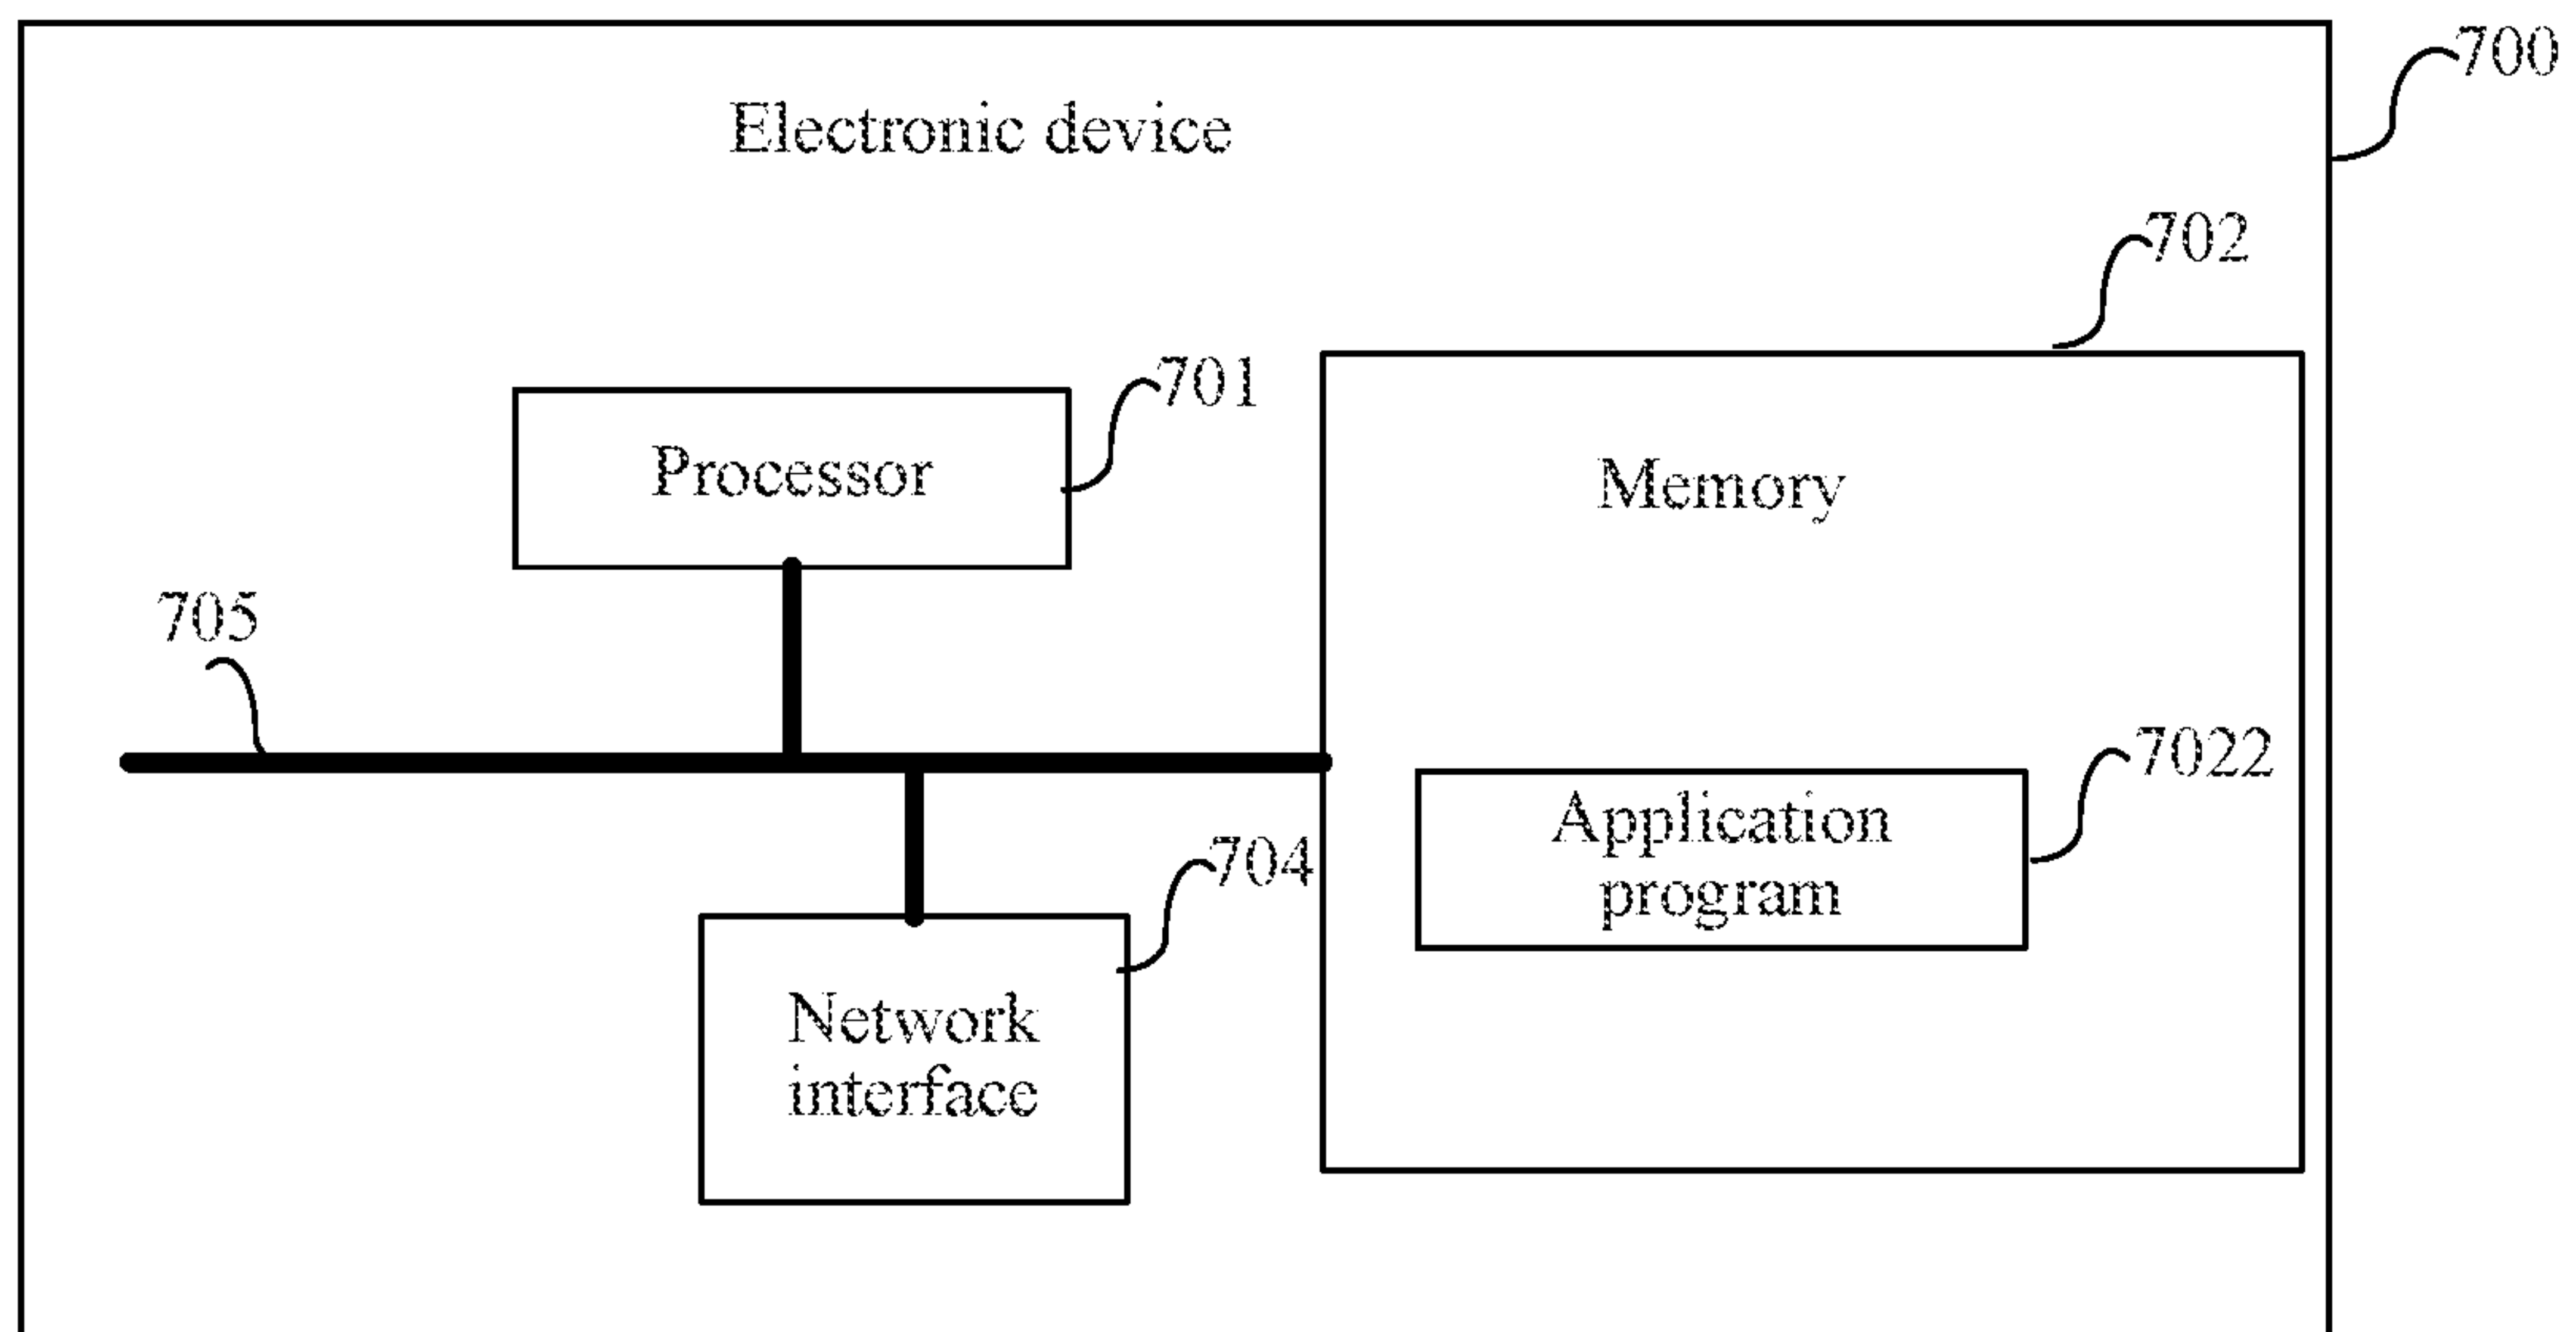 700
Electronic device
702
701
Processor
Memory
705
7022
Application
program
704
Network
interface